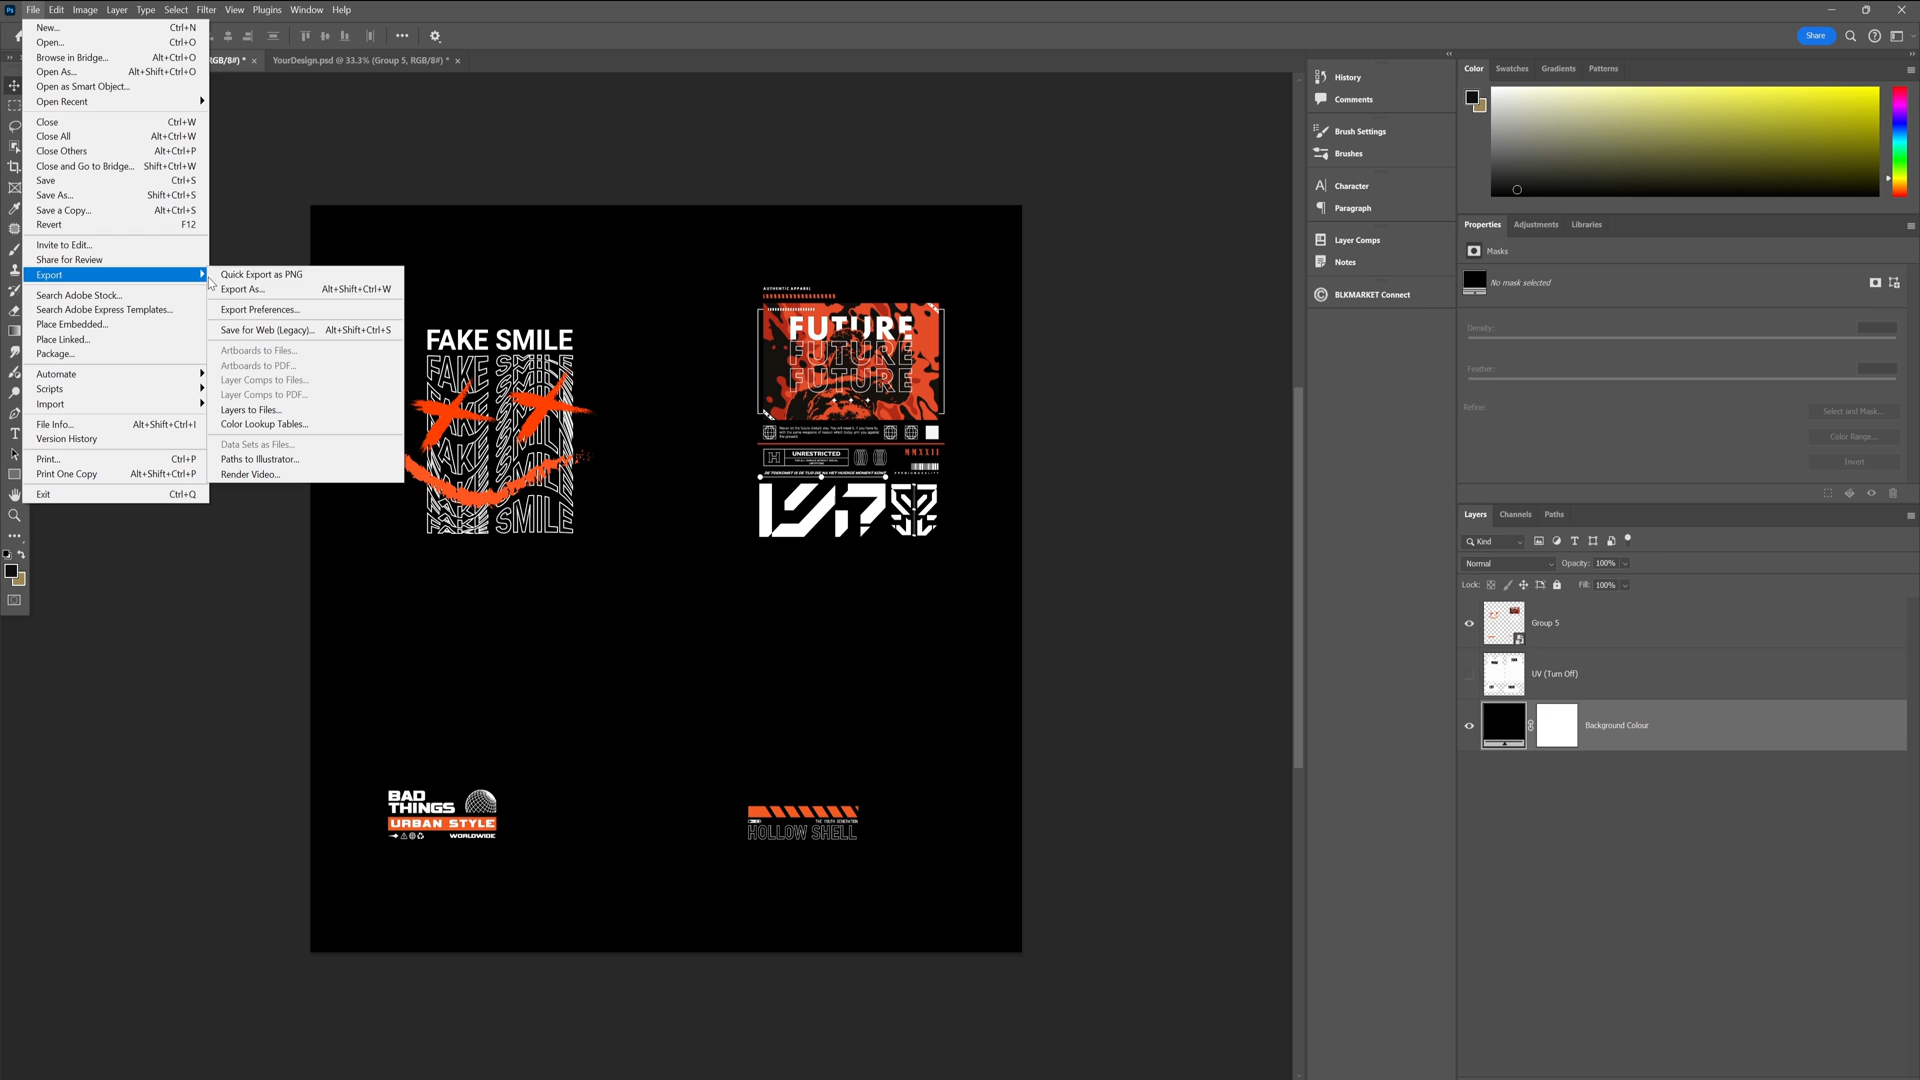 Ps File Edit Image Layer Type Select Filter View Plugins Window Help
Share
RGB/8#) * ×
YourDesign.psd @ 33.3% (Group 5, RGB/8#) * ×
New... Ctrl+N
Open... Ctrl+O
Browse in Bridge... Alt+Ctrl+O
Open As... Alt+Shift+Ctrl+O
Open as Smart Object...
Open Recent
Close Ctrl+W
Close All Alt+Ctrl+W
Close Others Alt+Ctrl+P
Close and Go to Bridge... Shift+Ctrl+W
Save Ctrl+S
Save As... Shift+Ctrl+S
Save a Copy... Alt+Ctrl+S
Revert F12
Invite to Edit...
Share for Review
Export
Search Adobe Stock...
Search Adobe Express Templates...
Place Embedded...
Place Linked...
Package...
Automate
Scripts
Import
File Info... Alt+Shift+Ctrl+I
Version History
Print... Ctrl+P
Print One Copy Alt+Shift+Ctrl+P
Exit Ctrl+Q
Quick Export as PNG
Export As... Alt+Shift+Ctrl+W
Export Preferences...
Save for Web (Legacy)... Alt+Shift+Ctrl+S
Artboards to Files...
Artboards to PDF...
Layer Comps to Files...
Layer Comps to PDF...
Layers to Files...
Color Lookup Tables...
Data Sets as Files...
Paths to Illustrator...
Render Video...
FAKE SMILE
FAKE SMILE
FAKE SMILE
AUTHENTIC APPAREL
FUTURE
FUTURE
FUTURE
UNRESTRICTED
MMXXII
BAD
THINGS
URBAN STYLE
WORLDWIDE
THE YOUTH GENERATION
HOLLOW SHELL
History
Comments
Brush Settings
Brushes
Character
Paragraph
Layer Comps
Notes
BLKMARKET Connect
Color Swatches Gradients Patterns
Properties Adjustments Libraries
Masks
No mask selected
Density:
Feather:
Refine:
Select and Mask...
Color Range...
Invert
Layers Channels Paths
Kind
Normal Opacity: 100%
Lock: Fill: 100%
Group 5
UV (Turn Off)
Background Colour